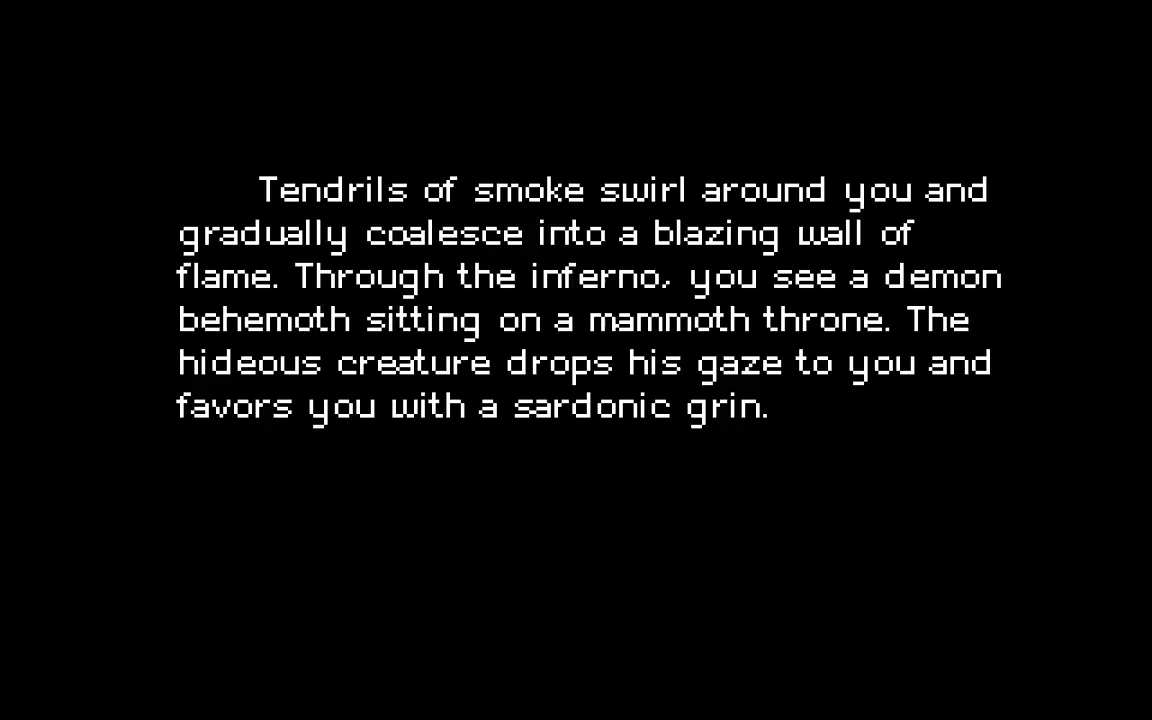 Tendrils of smoke swirl around you and
gradually coalesce into a blazing wall of
flame. Through the inferno, you see a demon
behemoth sitting on a mammoth throne. The
hideous creature drops his gaze to you and
favors you with a sardonic grin.